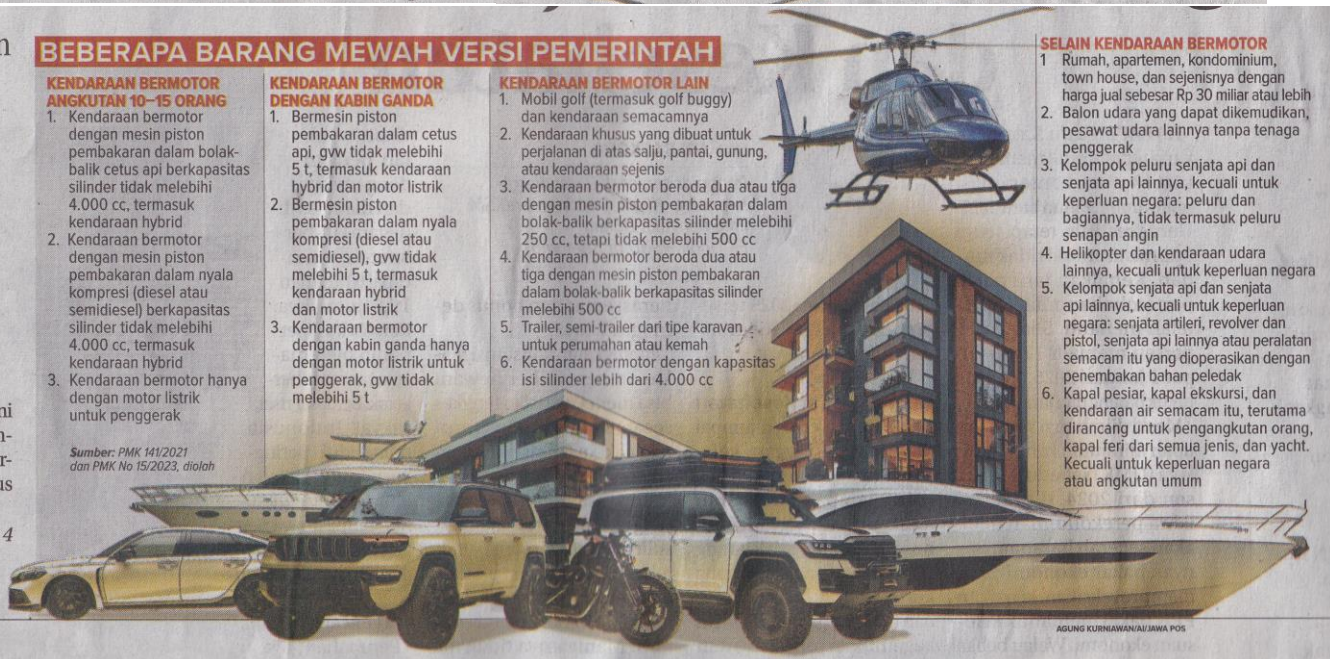 BEBERAPA BARANG MEWAH VERSI PEMERINTAH
KENDARAAN BERMOTOR
ANGKUTAN 10–15 ORANG
1. Kendaraan bermotor
dengan mesin piston
pembakaran dalam bolak-
balik cetus api berkapasitas
silinder tidak melebihi
4.000 cc, termasuk
kendaraan hybrid
2. Kendaraan bermotor
dengan mesin piston
pembakaran dalam nyala
kompresi (diesel atau
semidiesel) berkapasitas
silinder tidak melebihi
4.000 cc, termasuk
kendaraan hybrid
3. Kendaraan bermotor hanya
dengan motor listrik
untuk penggerak
Sumber: PMK 141/2021
dan PMK No 15/2023, diolah
KENDARAAN BERMOTOR
DENGAN KABIN GANDA
1. Bermesin piston
pembakaran dalam cetus
api, gvw tidak melebihi
5 t, termasuk kendaraan
hybrid dan motor listrik
2. Bermesin piston
pembakaran dalam nyala
kompresi (diesel atau
semidiesel), gvw tidak
melebihi 5 t, termasuk
kendaraan hybrid
dan motor listrik
3. Kendaraan bermotor
dengan kabin ganda hanya
dengan motor listrik untuk
penggerak, gvw tidak
melebihi 5 t
KENDARAAN BERMOTOR LAIN
1. Mobil golf (termasuk golf buggy)
dan kendaraan semacamnya
2. Kendaraan khusus yang dibuat untuk
perjalanan di atas salju, pantai, gunung,
atau kendaraan sejenis
3. Kendaraan bermotor beroda dua atau tiga
dengan mesin piston pembakaran dalam
bolak-balik berkapasitas silinder melebihi
250 cc, tetapi tidak melebihi 500 cc
4. Kendaraan bermotor beroda dua atau
tiga dengan mesin piston pembakaran
dalam bolak-balik berkapasitas silinder
melebihi 500 cc
5. Trailer, semi-trailer dari tipe karavan
untuk perumahan atau kemah
6. Kendaraan bermotor dengan kapasitas
isi silinder lebih dari 4.000 cc
SELAIN KENDARAAN BERMOTOR
1 Rumah, apartemen, kondominium,
town house, dan sejenisnya dengan
harga jual sebesar Rp 30 miliar atau lebih
2. Balon udara yang dapat dikemudikan,
pesawat udara lainnya tanpa tenaga
penggerak
3. Kelompok peluru senjata api dan
senjata api lainnya, kecuali untuk
keperluan negara: peluru dan
bagiannya, tidak termasuk peluru
senapan angin
4. Helikopter dan kendaraan udara
lainnya, kecuali untuk keperluan negara
5. Kelompok senjata api dan senjata
api lainnya, kecuali untuk keperluan
negara: senjata artileri, revolver dan
pistol, senjata api lainnya atau peralatan
semacam itu yang dioperasikan dengan
penembakan bahan peledak
6. Kapal pesiar, kapal ekskursi, dan
kendaraan air semacam itu, terutama
dirancang untuk pengangkutan orang,
kapal feri dari semua jenis, dan yacht.
Kecuali untuk keperluan negara
atau angkutan umum
AGUNG KURNIAWAN/AI/JAWA POS